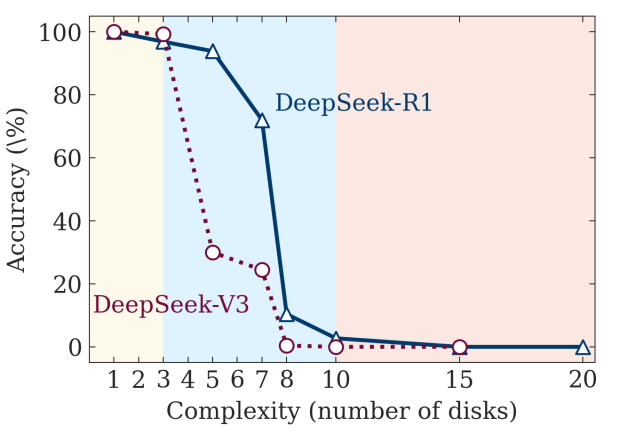 100
80
60
40
20
0
Accuracy (\%)
DeepSeek-R1
DeepSeek-V3
1 2 3 4 5 6 7 8 10 15 20
Complexity (number of disks)